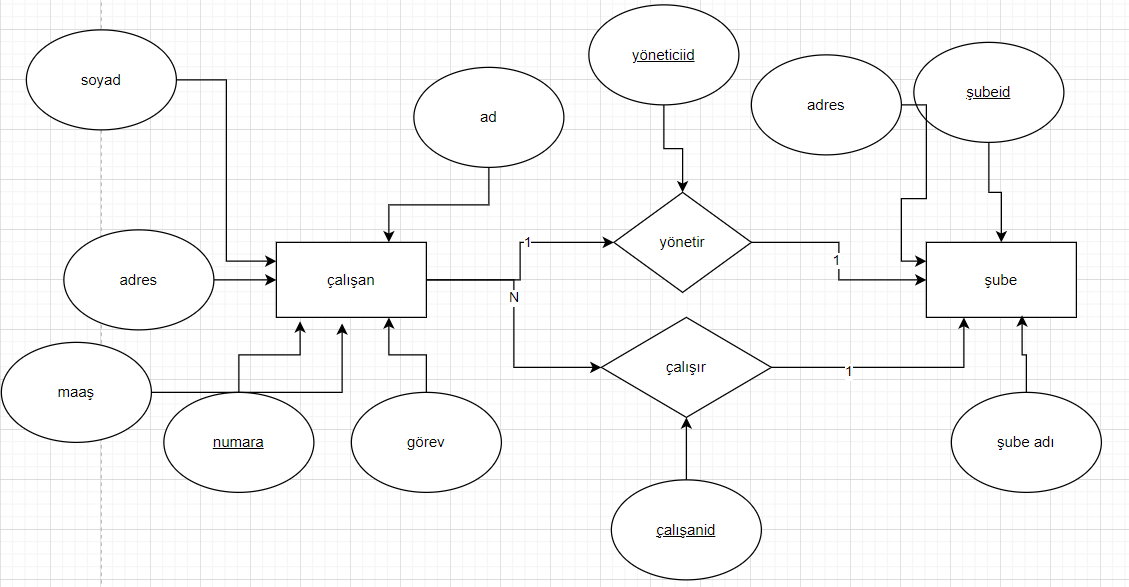 yöneticiid
soyad
şubeid
adres
ad
1
yönetir
1
adres
çalışan
şube
N
çalışır
1
maaş
numara
görev
şube adı
çalışanid